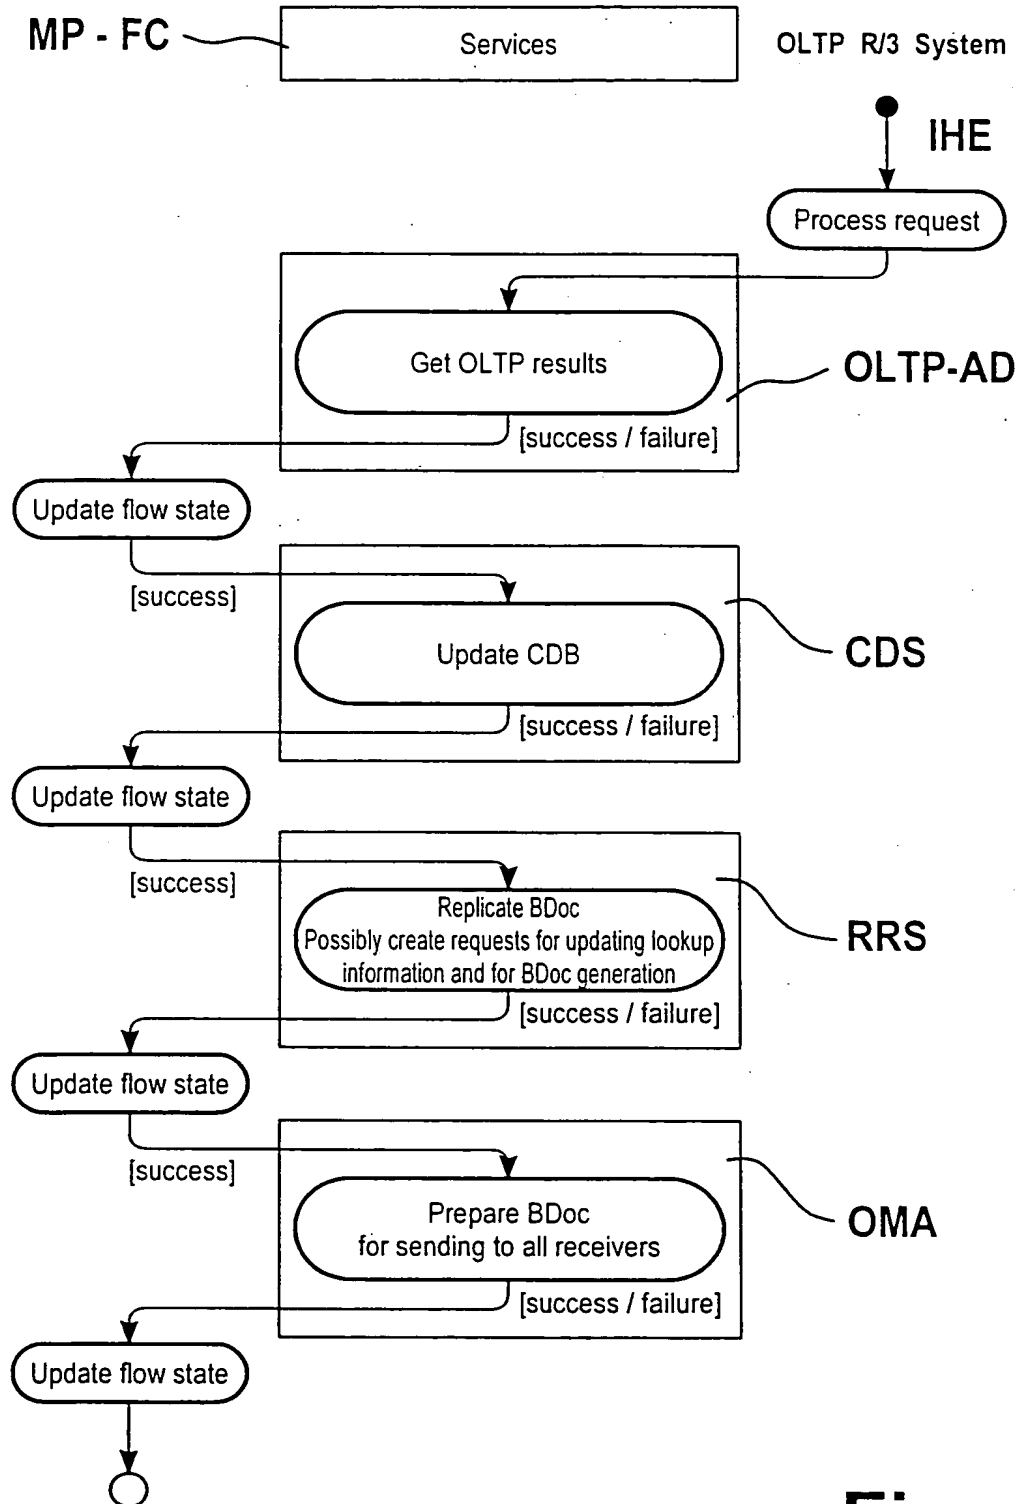 MP - FC
Services
OLTP R/3 System
IHE
Process request
Get OLTP results
OLTP-AD
[success / failure]
Update flow state
[success]
Update CDB
CDS
[success / failure]
Update flow state
[success]
Replicate BDoc
Possibly create requests for updating lookup
information and for BDoc generation
RRS
[success / failure]
Update flow state
[success]
Prepare BDoc
for sending to all receivers
OMA
[success / failure]
Update flow state